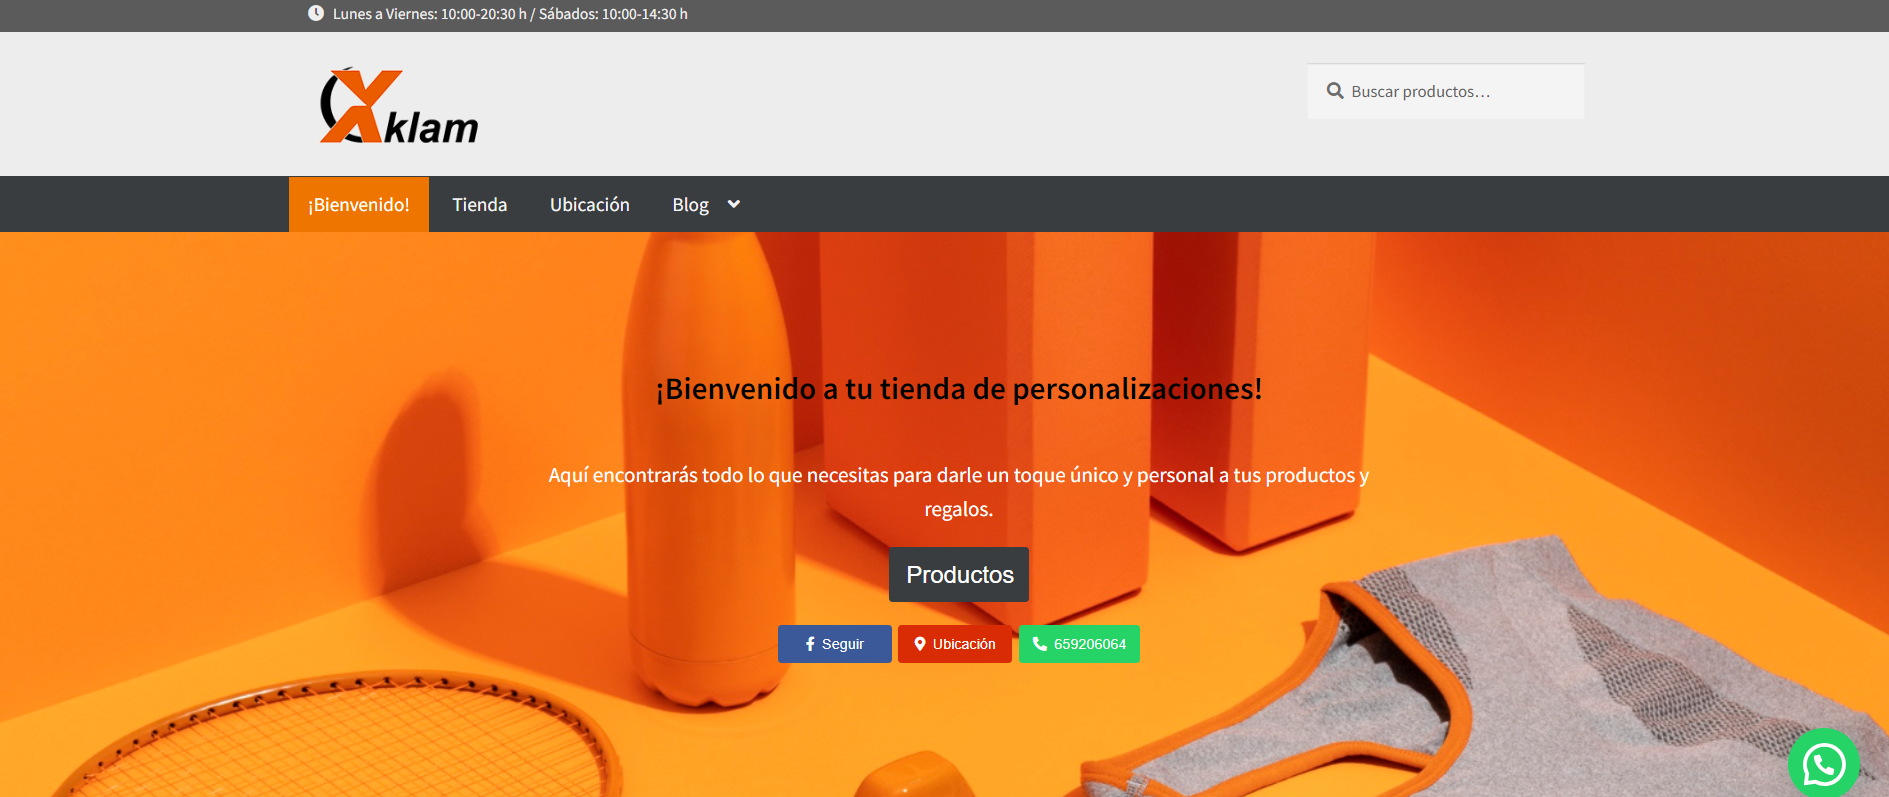 Lunes a Viernes: 10:00-20:30 h / Sábados: 10:00-14:30 h
Xklam
Buscar productos…
¡Bienvenido!
Tienda
Ubicación
Blog
¡Bienvenido a tu tienda de personalizaciones!
Aquí encontrarás todo lo que necesitas para darle un toque único y personal a tus productos y
regalos.
Productos
Seguir
Ubicación
659206064